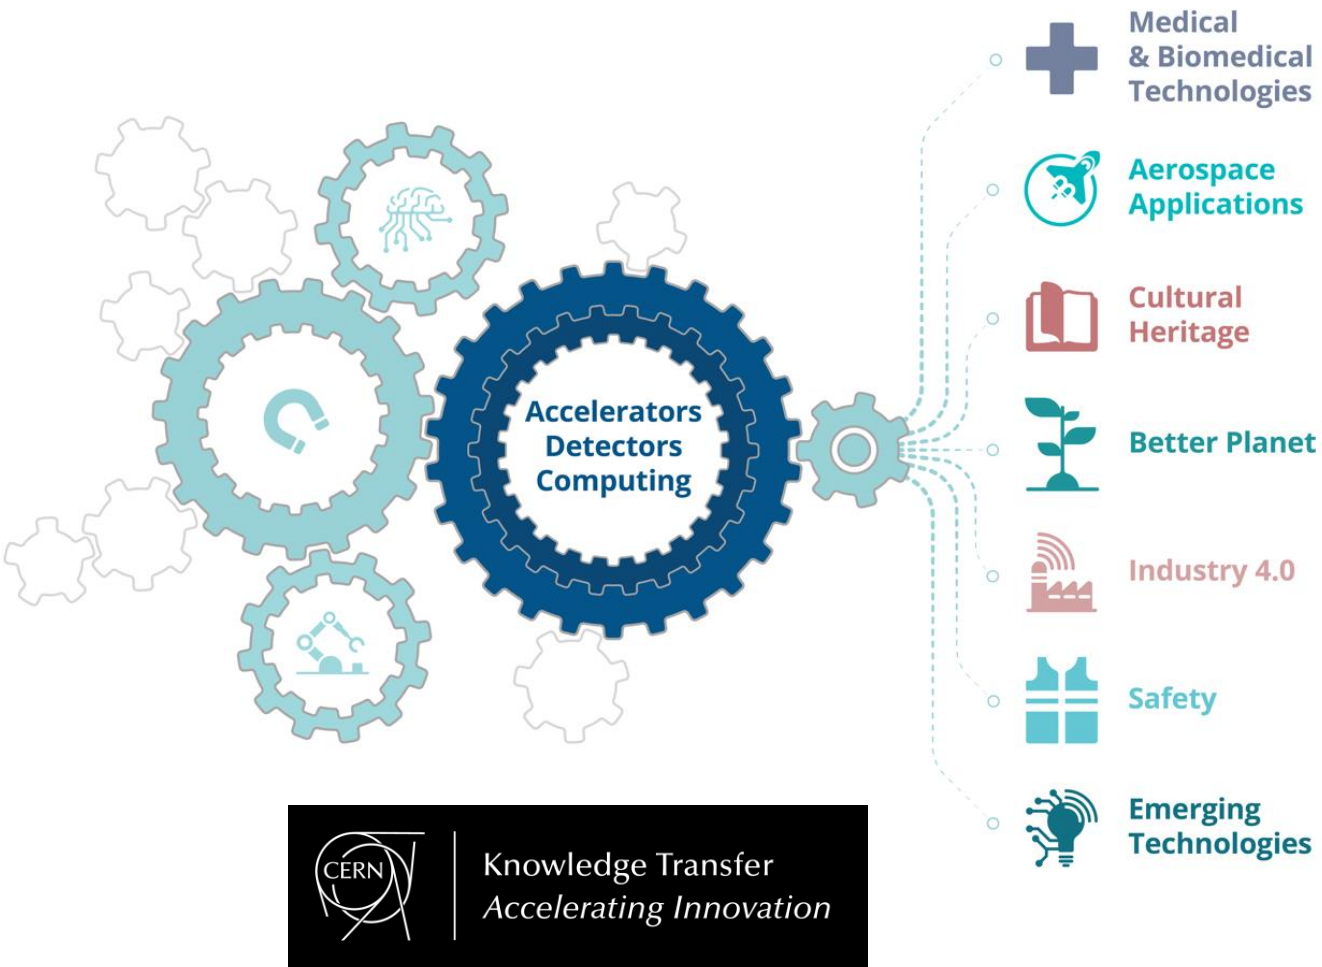 Medical
& Biomedical
Technologies
Aerospace
Applications
Cultural
Heritage
Accelerators
Detectors
Computing
Better Planet
Industry 4.0
Safety
Emerging
Technologies
CERN
Knowledge Transfer
Accelerating Innovation